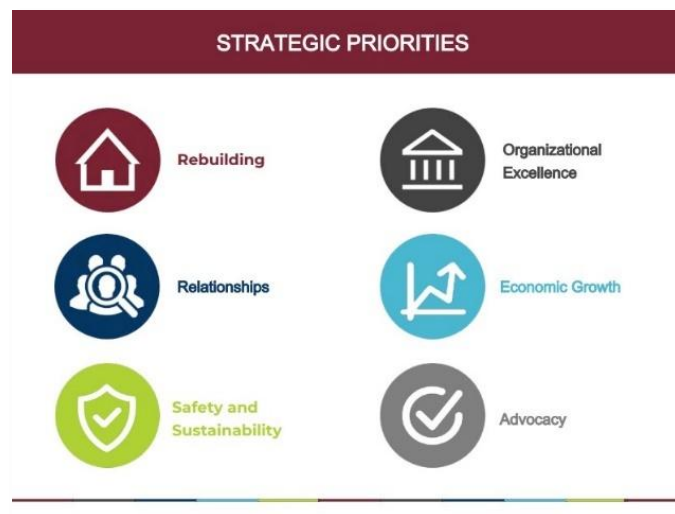 STRATEGIC PRIORITIES
Rebuilding
Organizational
Excellence
Relationships
Economic Growth
Safety and
Sustainability
Advocacy